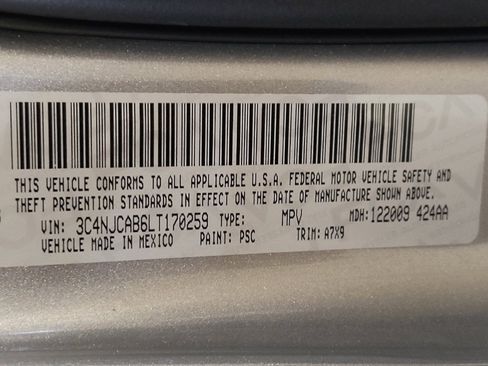 THIS VEHICLE CONFORMS TO ALL APPLICABLE U.S.A. FEDERAL MOTOR VEHICLE SAFETY AND
THEFT PREVENTION STANDARDS IN EFFECT ON THE DATE OF MANUFACTURE SHOWN ABOVE.
VIN: 3C4NJCAB6LT170259 TYPE: MPV MDH:122009 424AA
VEHICLE MADE IN MEXICO PAINT: PSC TRIM: A7X9